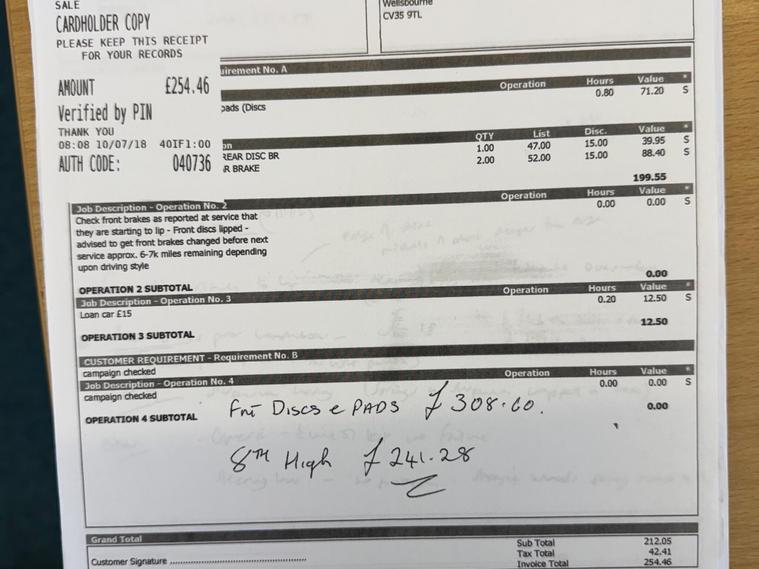 SALE
CARDHOLDER COPY
PLEASE KEEP THIS RECEIPT
FOR YOUR RECORDS
AMOUNT £254.46
Verified by PIN
THANK YOU
08:08 10/07/18 40IF1:00
AUTH CODE: 040736
Wellsbourne
CV35 9TL
uirement No. A
Operation Hours Value *
0.80 71.20 S
pads (Discs
on QTY List Disc. Value *
REAR DISC BR 1.00 47.00 15.00 39.95 S
R BRAKE 2.00 52.00 15.00 88.40 S
199.55
Job Description - Operation No. 2 Operation Hours Value *
Check front brakes as reported at service that 0.00 0.00 S
they are starting to lip - Front discs lipped -
advised to get front brakes changed before next
service approx. 6-7k miles remaining depending
upon driving style
OPERATION 2 SUBTOTAL 0.00
Job Description - Operation No. 3 Operation Hours Value *
Loan car £15 0.20 12.50 S
OPERATION 3 SUBTOTAL 12.50
CUSTOMER REQUIREMENT - Requirement No. B
campaign checked
Job Description - Operation No. 4 Operation Hours Value *
campaign checked 0.00 0.00 S
OPERATION 4 SUBTOTAL 0.00
FNT DISCS e PADS £308.60.
8TH High £241.28
Grand Total
Sub Total 212.05
Tax Total 42.41
Customer Signature Invoice Total 254.46